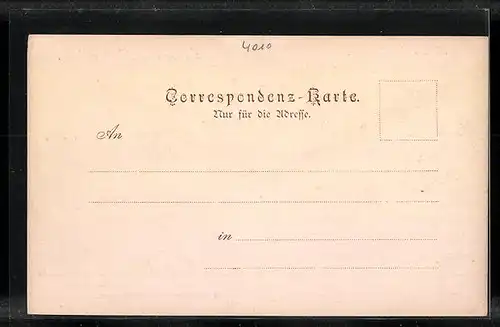 4010
Correspondenz-Karte.
Nur für die Adresse.
An
in